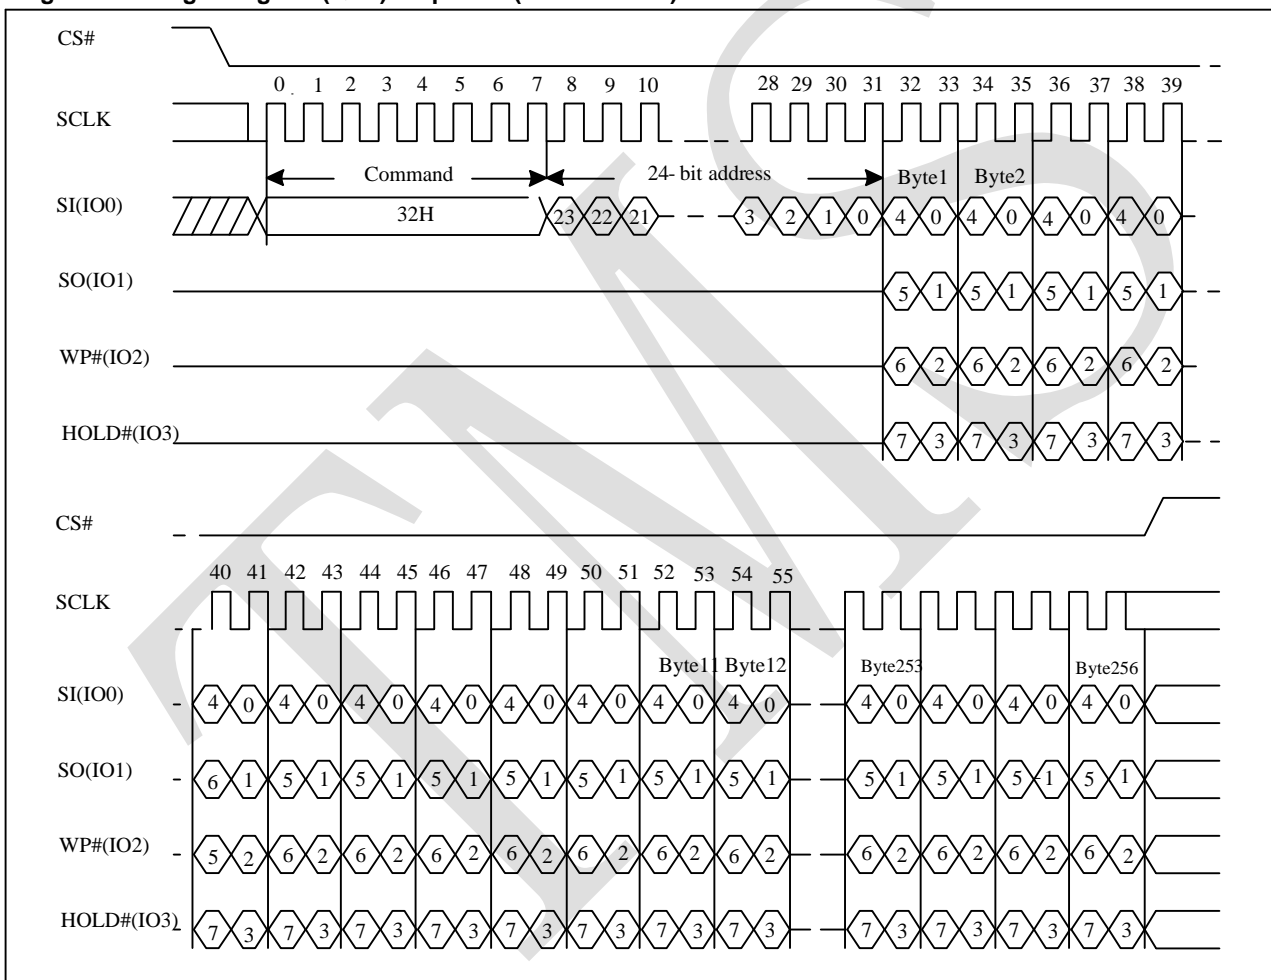 CS#
0 1 2 3 4 5 6 7 8 9 10 28 29 30 31 32 33 34 35 36 37 38 39
SCLK
Command 24- bit address Byte1 Byte2
SI(IO0) 32H 23 22 21 3 2 1 0 4 0 4 0 4 0 4 0
SO(IO1) 5 1 5 1 5 1 5 1
WP#(IO2) 6 2 6 2 6 2 6 2
HOLD#(IO3) 7 3 7 3 7 3 7 3
CS#
40 41 42 43 44 45 46 47 48 49 50 51 52 53 54 55
SCLK
Byte11 Byte12 Byte253 Byte256
SI(IO0) 4 0 4 0 4 0 4 0 4 0 4 0 4 0 4 0 4 0 4 0 4 0 4 0
SO(IO1) 6 1 5 1 5 1 5 1 5 1 5 1 5 1 5 1 5 1 5 1 5 1 5 1
WP#(IO2) 5 2 6 2 6 2 6 2 6 2 6 2 6 2 6 2 6 2 6 2 6 2 6 2
HOLD#(IO3) 7 3 7 3 7 3 7 3 7 3 7 3 7 3 7 3 7 3 7 3 7 3 7 3
TMS